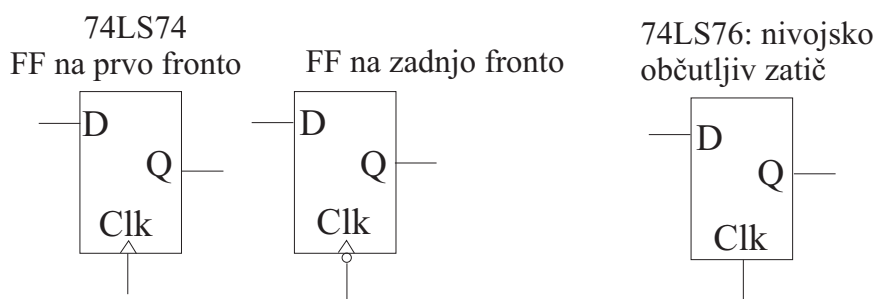 74LS74
FF na prvo fronto
FF na zadnjo fronto
74LS76: nivojsko
občutljiv zatič
D
Q
Clk
D
Q
Clk
D
Q
Clk